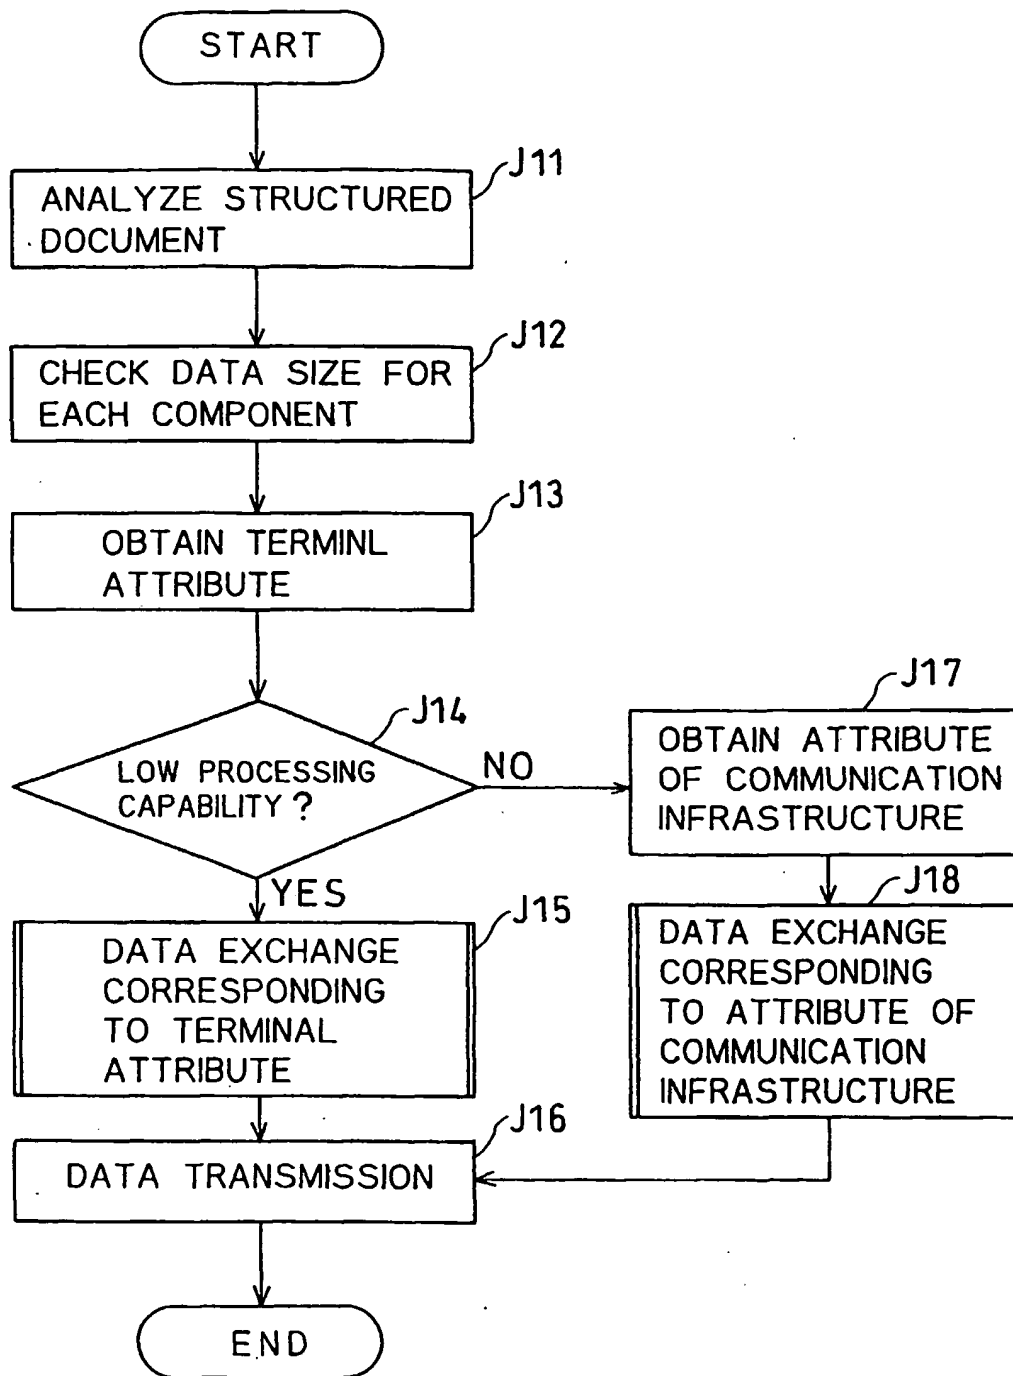 START
J11
ANALYZE STRUCTURED
DOCUMENT
J12
CHECK DATA SIZE FOR
EACH COMPONENT
J13
OBTAIN TERMINL
ATTRIBUTE
J14
LOW PROCESSING
CAPABILITY?
NO
YES
J17
OBTAIN ATTRIBUTE
OF COMMUNICATION
INFRASTRUCTURE
J15
DATA EXCHANGE
CORRESPONDING
TO TERMINAL
ATTRIBUTE
J18
DATA EXCHANGE
CORRESPONDING
TO ATTRIBUTE OF
COMMUNICATION
INFRASTRUCTURE
J16
DATA TRANSMISSION
END